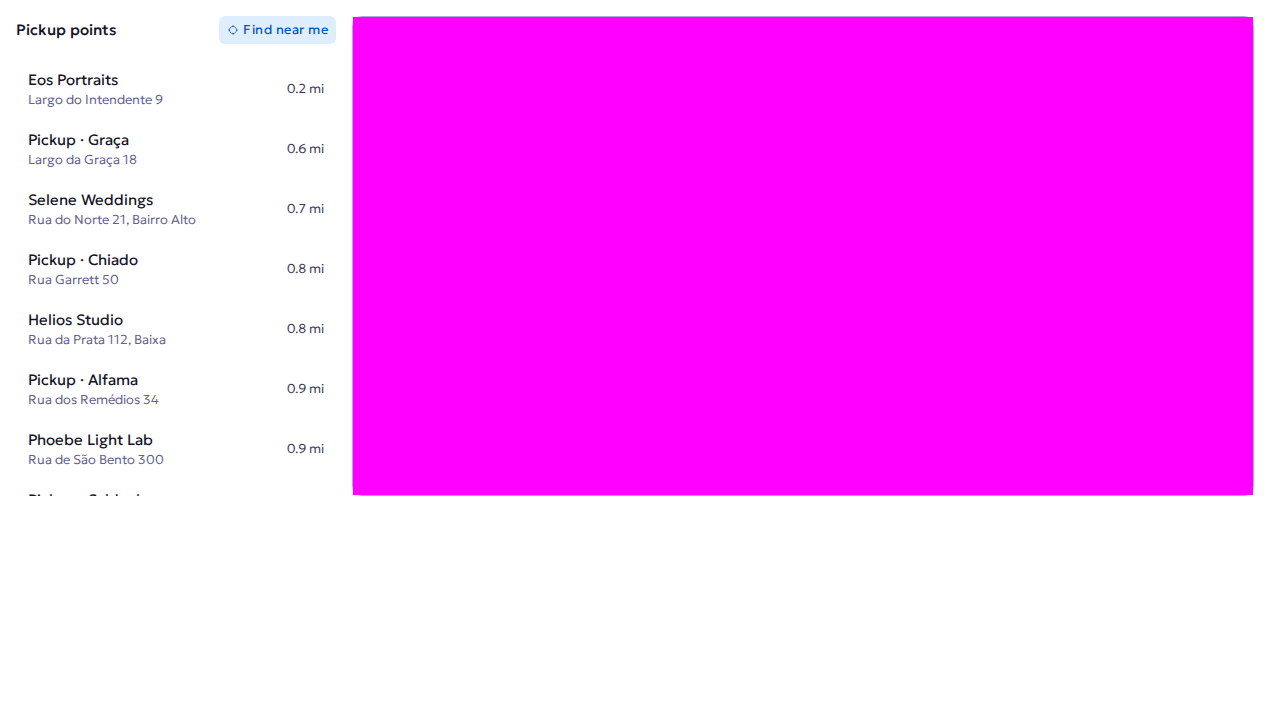 Pickup points
Find near me
Eos Portraits
Largo do Intendente 9
0.2 mi
Pickup · Graça
Largo da Graça 18
0.6 mi
Selene Weddings
Rua do Norte 21, Bairro Alto
0.7 mi
Pickup · Chiado
Rua Garrett 50
0.8 mi
Helios Studio
Rua da Prata 112, Baixa
0.8 mi
Pickup · Alfama
Rua dos Remédios 34
0.9 mi
Phoebe Light Lab
Rua de São Bento 300
0.9 mi